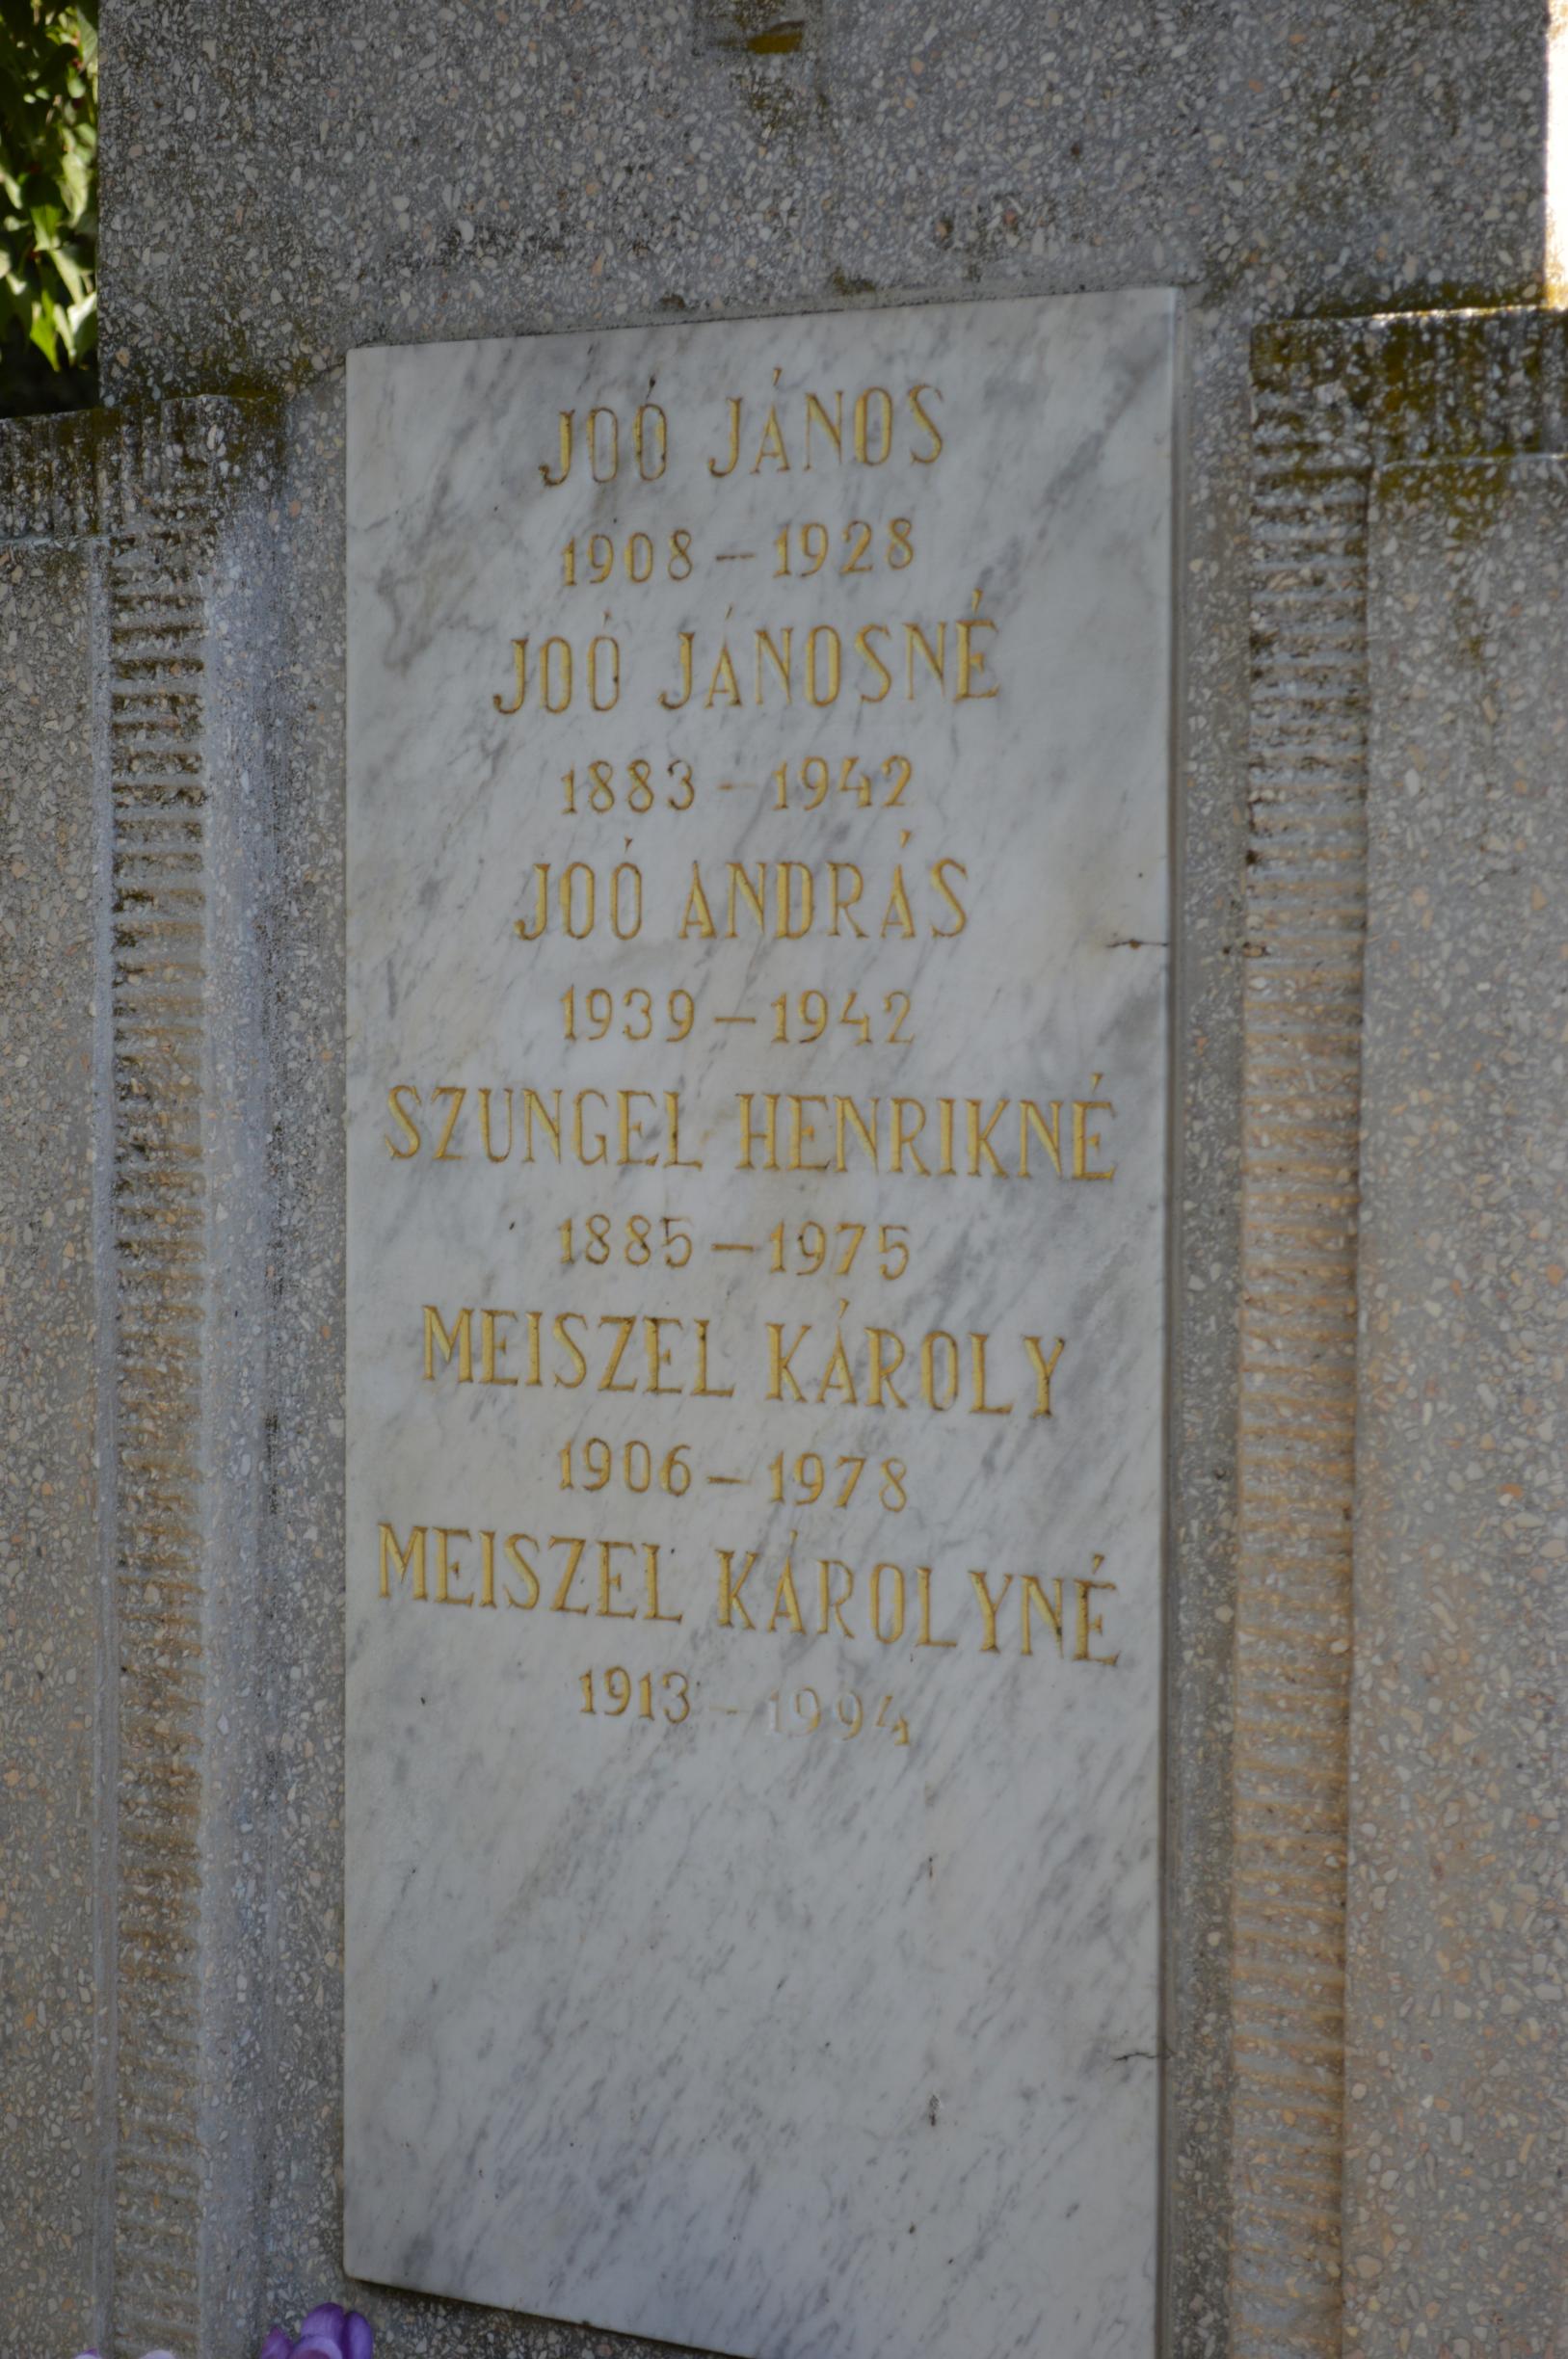 JOÓ JÁNOS
1908 – 1928
JOÓ JÁNOSNÉ
1883 – 1942
JOÓ ANDRÁS
1939 – 1942
SZUNGEL HENRIKNÉ
1885 – 1975
MEISZEL KÁROLY
1906 – 1978
MEISZEL KÁROLYNÉ
1913 – 1994